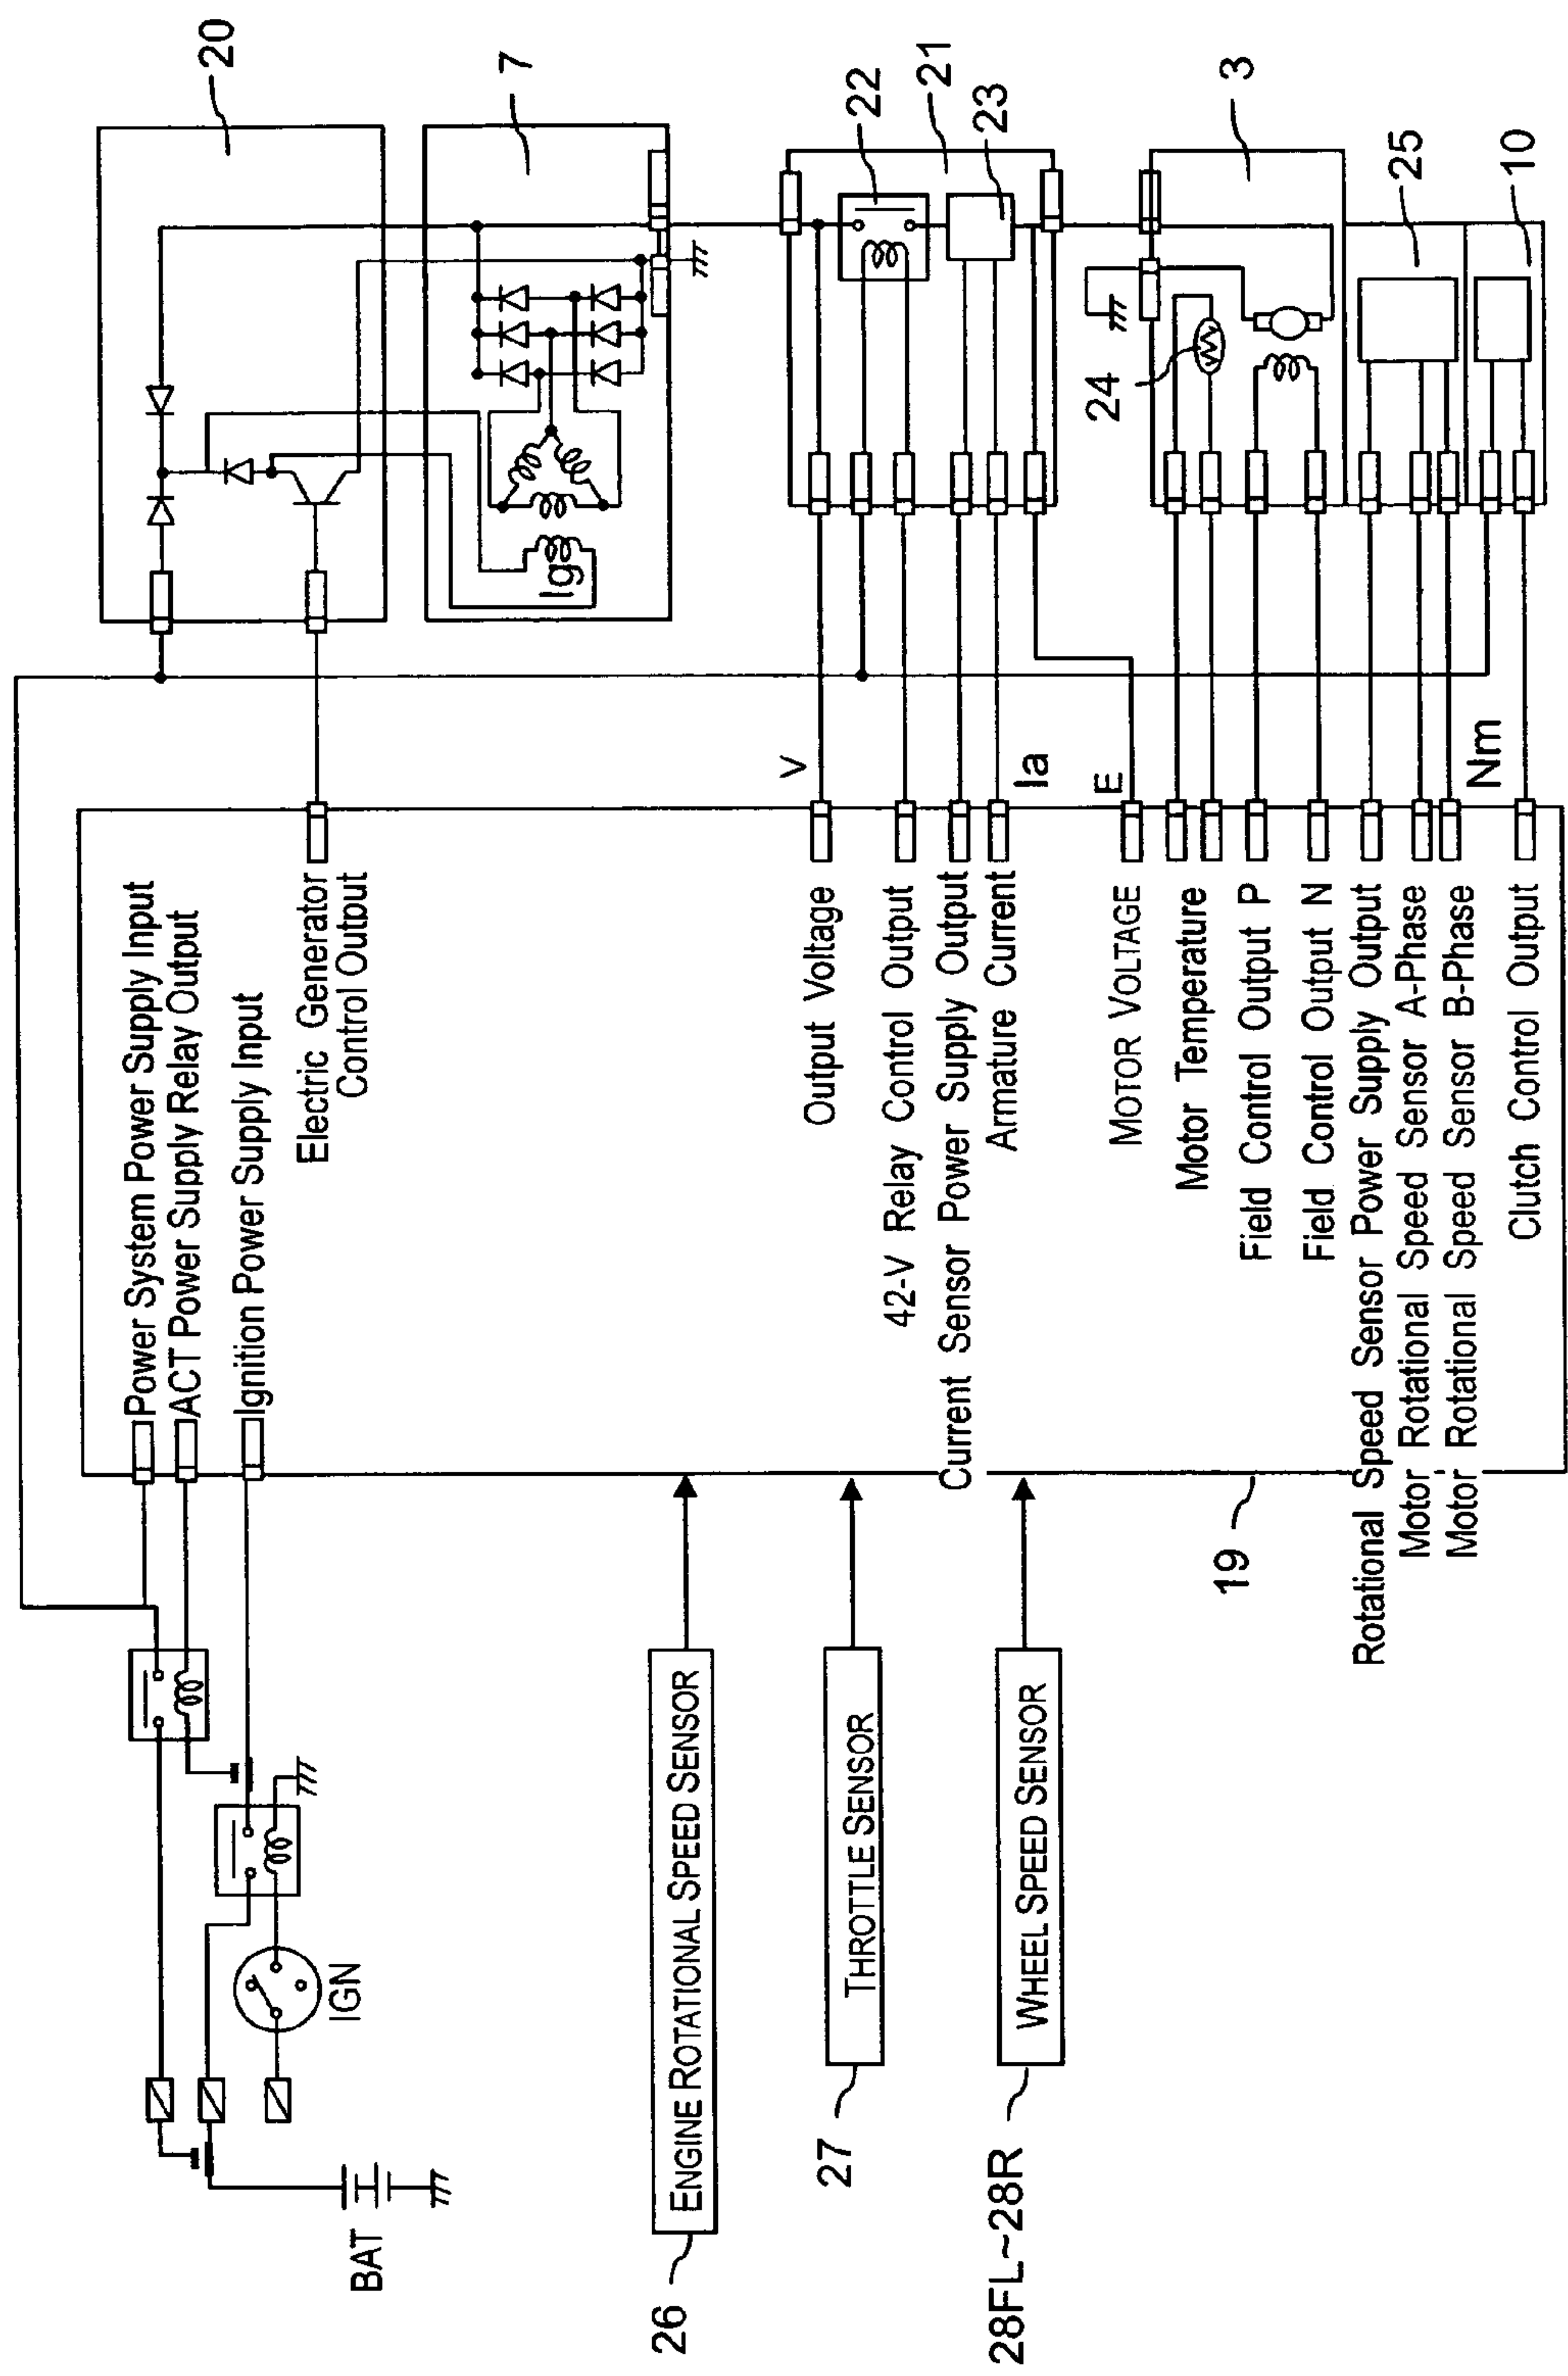 BAT
IGN
Power System Power Supply Input
ACT Power Supply Relay Output
Ignition Power Supply Input
Electric Generator
Control Output
20
7
Ig
26
ENGINE ROTATIONAL SPEED SENSOR
27
THROTTLE SENSOR
28FL~28R
WHEEL SPEED SENSOR
19
Output Voltage
V
42-V Relay Control Output
Current Sensor Power Supply Output
Armature Current
Ia
22
21
23
MOTOR VOLTAGE
E
Motor Temperature
24
3
Field Control Output P
Field Control Output N
Rotational Speed Sensor Power Supply Output
Motor Rotational Speed Sensor A-Phase
Motor Rotational Speed Sensor B-Phase
Nm
25
Clutch Control Output
10